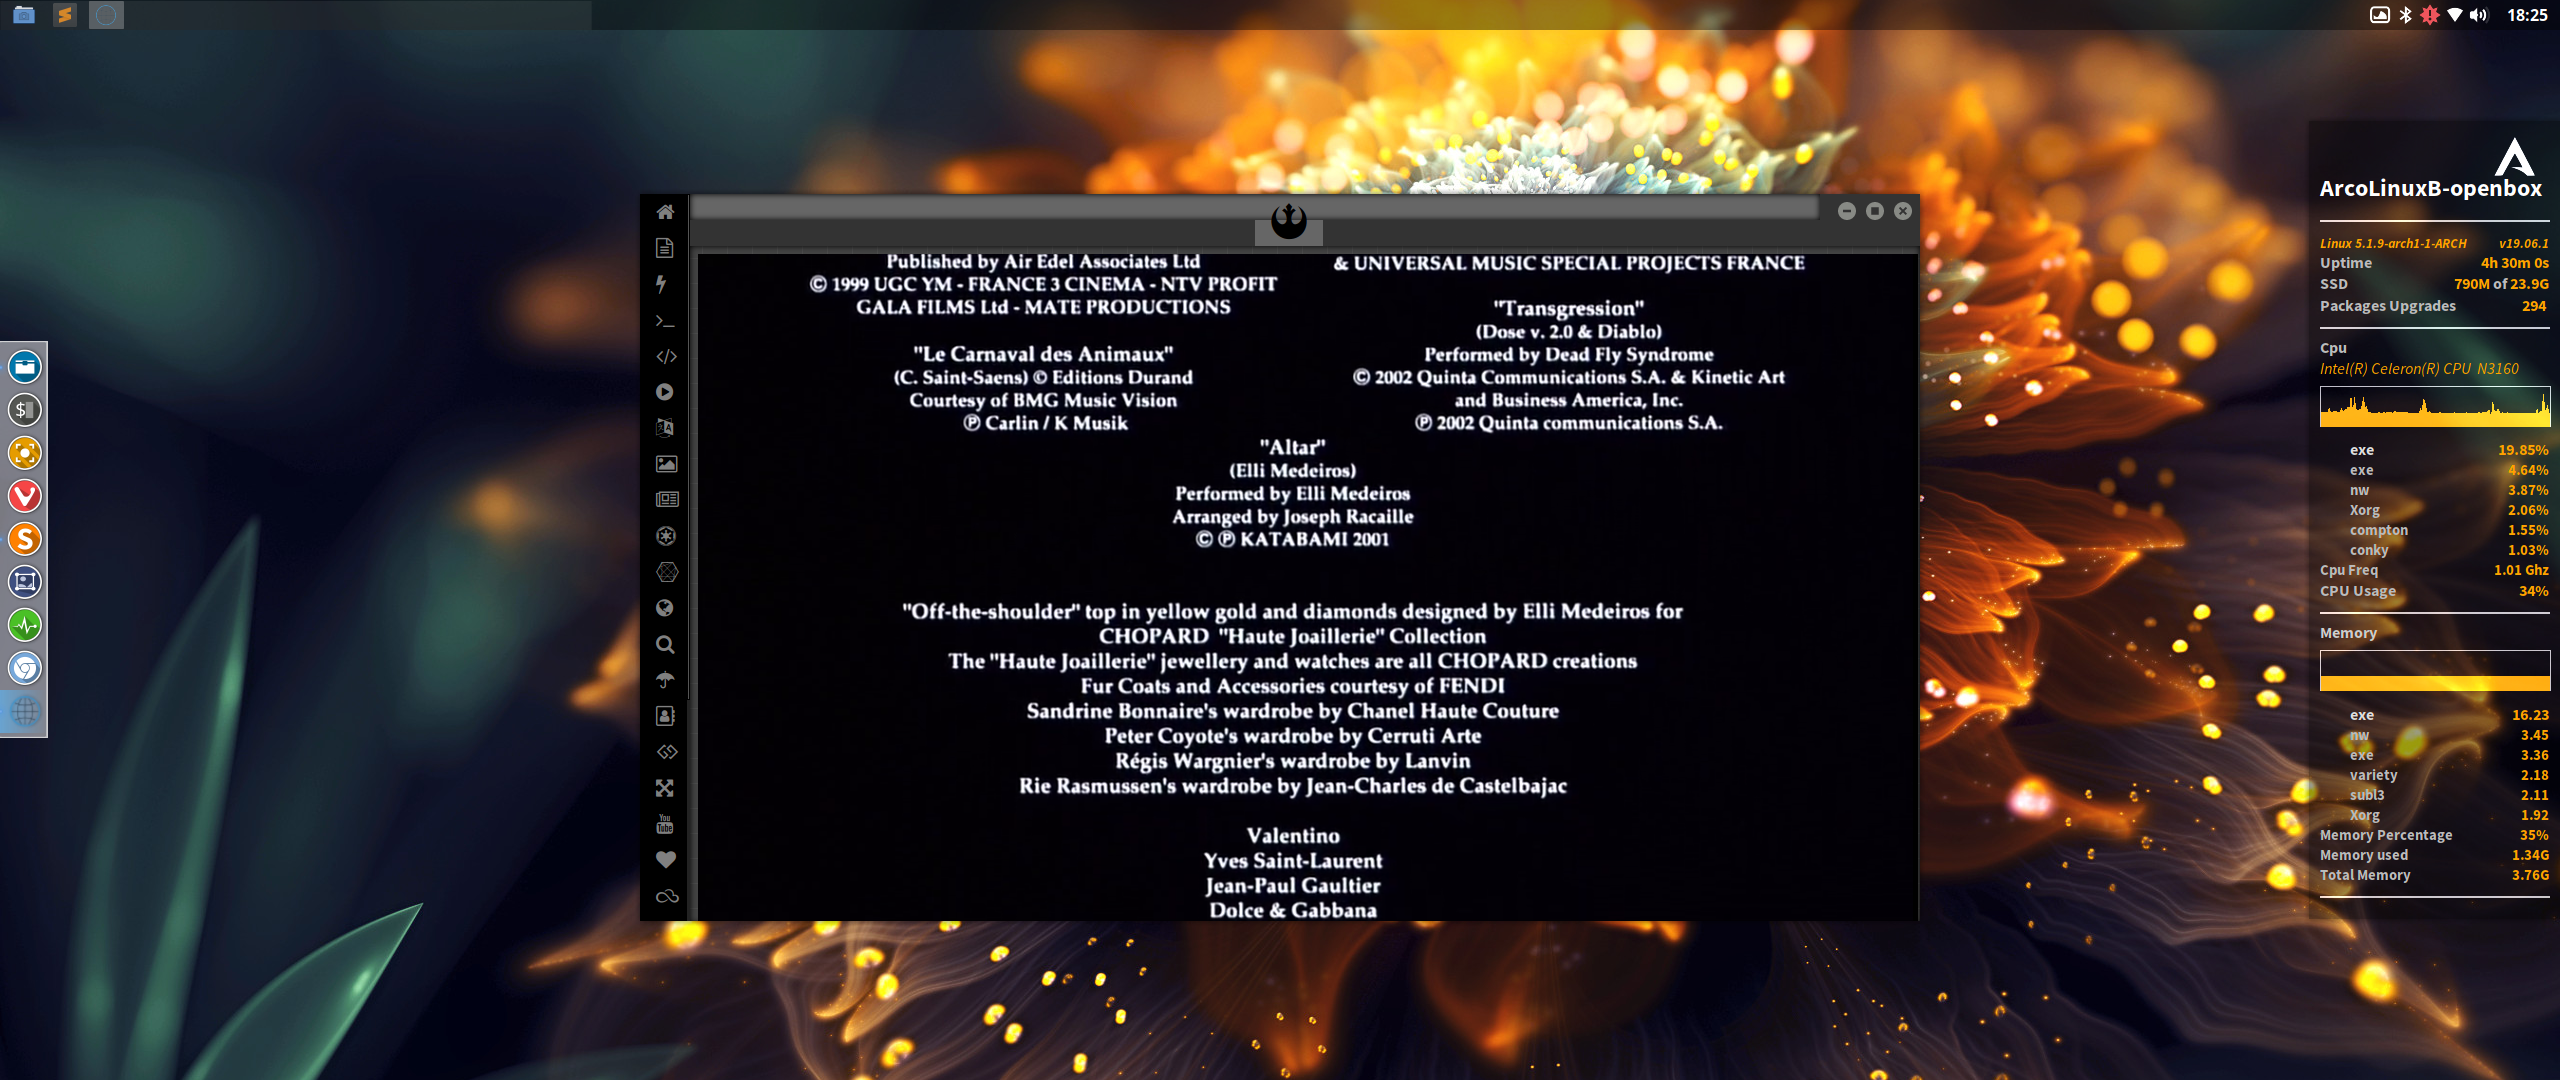 18:25
Published by Air Edel Associates Ltd
© 1999 UGC YM - FRANCE 3 CINEMA - NTV PROFIT
GALA FILMS Ltd - MATE PRODUCTIONS
"Le Carnaval des Animaux"
(C. Saint-Saens) © Editions Durand
Courtesy of BMG Music Vision
℗ Carlin / K Musik
& UNIVERSAL MUSIC SPECIAL PROJECTS FRANCE
"Transgression"
(Dose v. 2.0 & Diablo)
Performed by Dead Fly Syndrome
© 2002 Quinta Communications S.A. & Kinetic Art
and Business America, Inc.
℗ 2002 Quinta communications S.A.
"Altar"
(Elli Medeiros)
Performed by Elli Medeiros
Arranged by Joseph Racaille
© ℗ KATABAMI 2001
"Off-the-shoulder" top in yellow gold and diamonds designed by Elli Medeiros for
CHOPARD "Haute Joaillerie" Collection
The "Haute Joaillerie" jewellery and watches are all CHOPARD creations
Fur Coats and Accessories courtesy of FENDI
Sandrine Bonnaire's wardrobe by Chanel Haute Couture
Peter Coyote's wardrobe by Cerruti Arte
Régis Wargnier's wardrobe by Lanvin
Rie Rasmussen's wardrobe by Jean-Charles de Castelbajac
Valentino
Yves Saint-Laurent
Jean-Paul Gaultier
Dolce & Gabbana
You
Tube
ArcoLinuxB-openbox
Linux 5.1.9-arch1-1-ARCH v19.06.1
Uptime 4h 30m 0s
SSD 790M of 23.9G
Packages Upgrades 294
Cpu
Intel(R) Celeron(R) CPU N3160
exe 19.85%
exe 4.64%
nw 3.87%
Xorg 2.06%
compton 1.55%
conky 1.03%
Cpu Freq 1.01 Ghz
CPU Usage 34%
Memory
exe 16.23
nw 3.45
exe 3.36
variety 2.18
subl3 2.11
Xorg 1.92
Memory Percentage 35%
Memory used 1.34G
Total Memory 3.76G